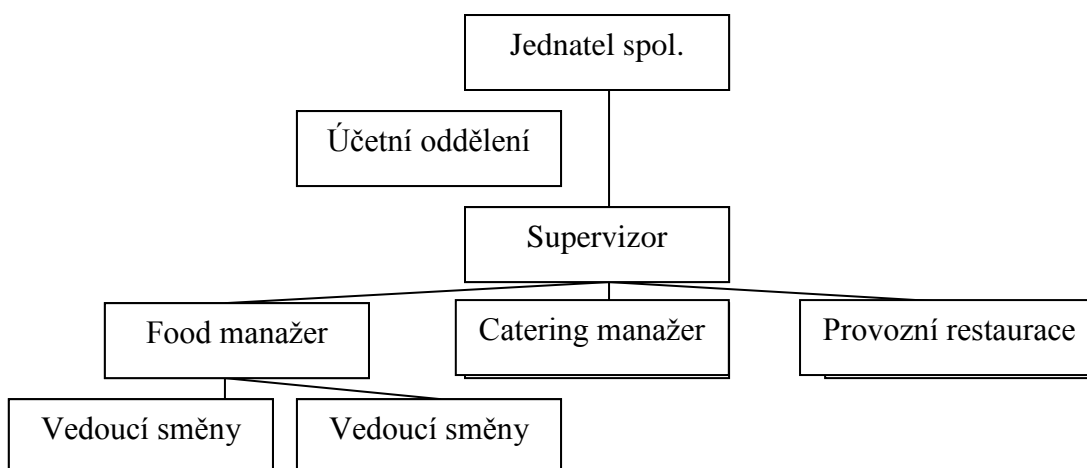 Jednatel spol.
Účetní oddělení
Supervizor
Food manažer
Catering manažer
Provozní restaurace
Vedoucí směny
Vedoucí směny